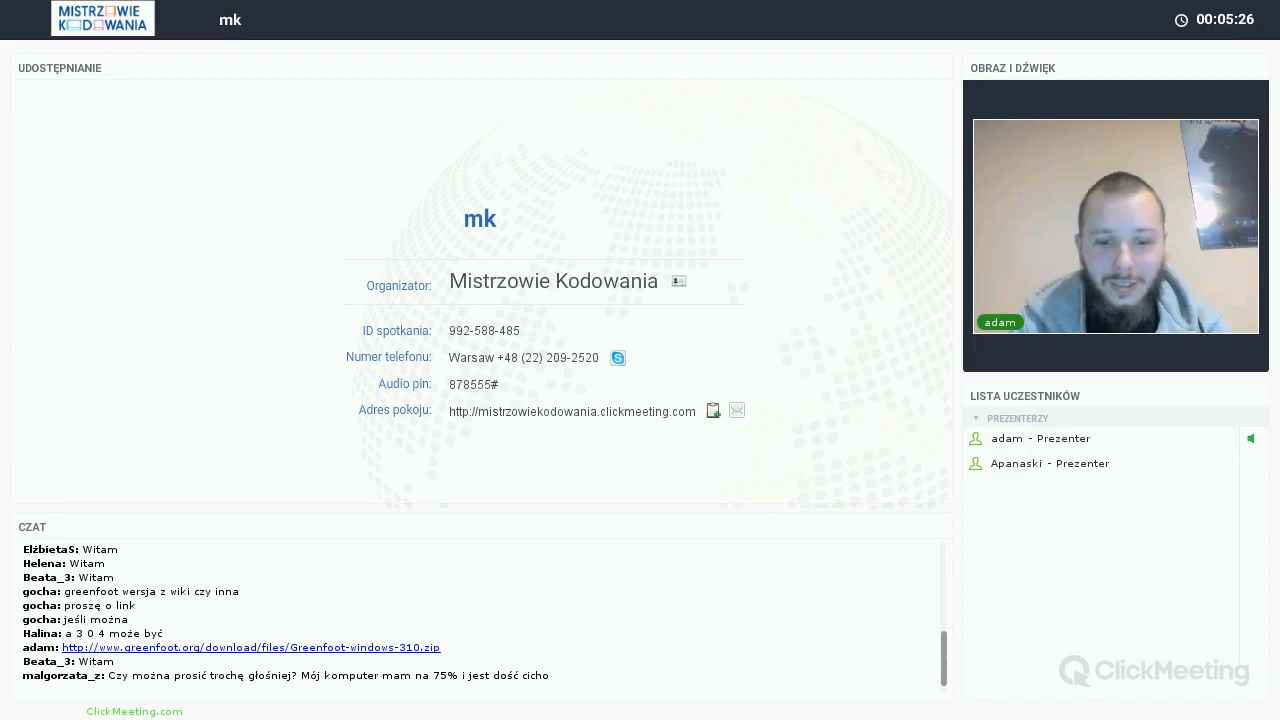 MISTRZOWIE
KODOWANIA
mk
00:05:26
UDOSTĘPNIANIE
mk
Organizator: Mistrzowie Kodowania
ID spotkania: 992-588-485
Numer telefonu: Warsaw +48 (22) 209-2520
Audio pin: 878555#
Adres pokoju: http://mistrzowiekodowania.clickmeeting.com
OBRAZ I DŹWIĘK
adam
LISTA UCZESTNIKÓW
PREZENTERZY
adam - Prezenter
Apanaski - Prezenter
CZAT
ElżbietaS: Witam
Helena: Witam
Beata_3: Witam
gocha: greenfoot wersja z wiki czy inna
gocha: proszę o link
gocha: jeśli można
Halina: a 3 0 4 może być
adam: http://www.greenfoot.org/download/files/Greenfoot-windows-310.zip
Beata_3: Witam
malgorzata_z: Czy można prosić trochę głośniej? Mój komputer mam na 75% i jest dość cicho
ClickMeeting
ClickMeeting.com